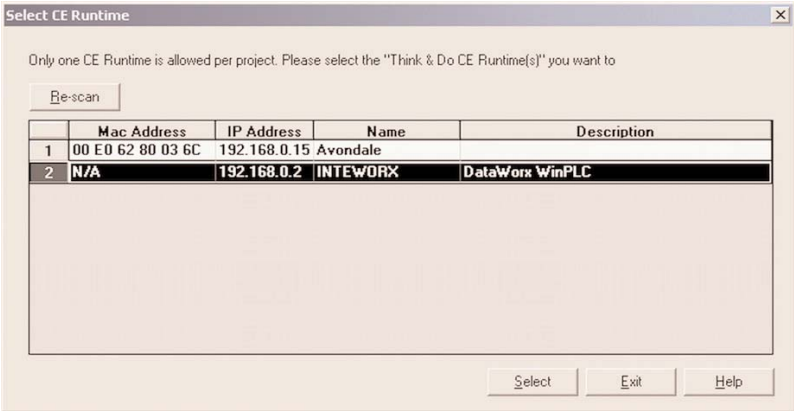 Select CE Runtime
Only one CE Runtime is allowed per project. Please select the "Think & Do CE Runtime(s)" you want to
Re-scan
Mac Address IP Address Name Description
1 00 E0 62 80 03 6C 192.168.0.15 Avondale
2 N/A 192.168.0.2 INTEWORX DataWorx WinPLC
Select Exit Help